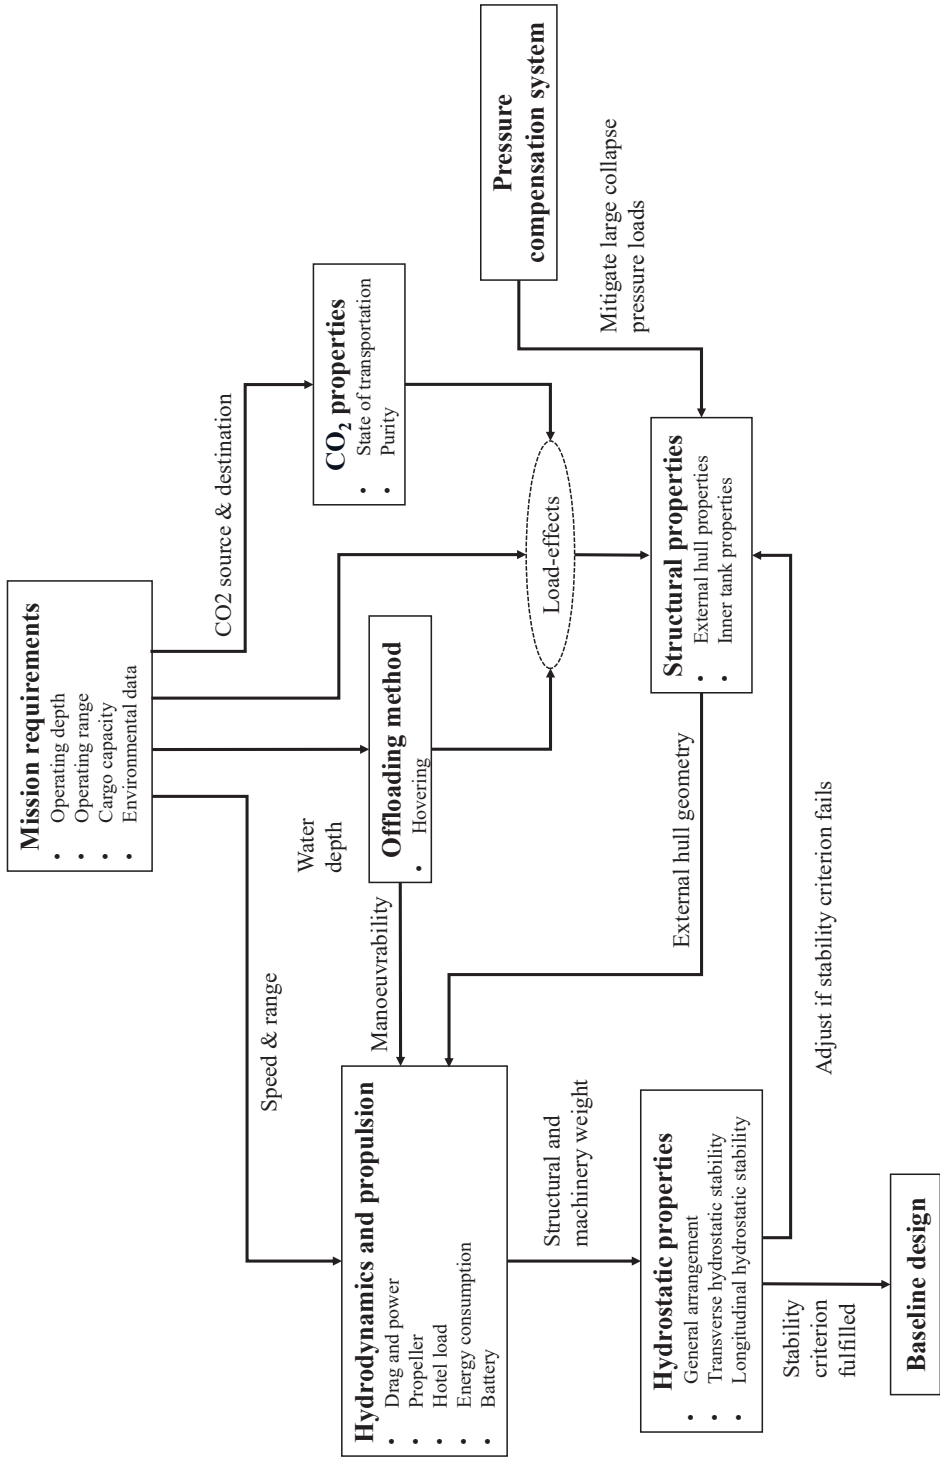 Mission requirements
• Operating depth
• Operating range
• Cargo capacity
• Environmental data
Speed & range
Water
depth
CO2 source & destination
Offloading method
• Hovering
CO₂ properties
• State of transportation
• Purity
Manoeuvrability
Hydrodynamics and propulsion
• Drag and power
• Propeller
• Hotel load
• Energy consumption
• Battery
Load-effects
Pressure
compensation system
Mitigate large collapse
pressure loads
External hull geometry
Structural properties
• External hull properties
• Inner tank properties
Structural and
machinery weight
Hydrostatic properties
• General arrangement
• Transverse hydrostatic stability
• Longitudinal hydrostatic stability
Adjust if stability criterion fails
Stability
criterion
fulfilled
Baseline design